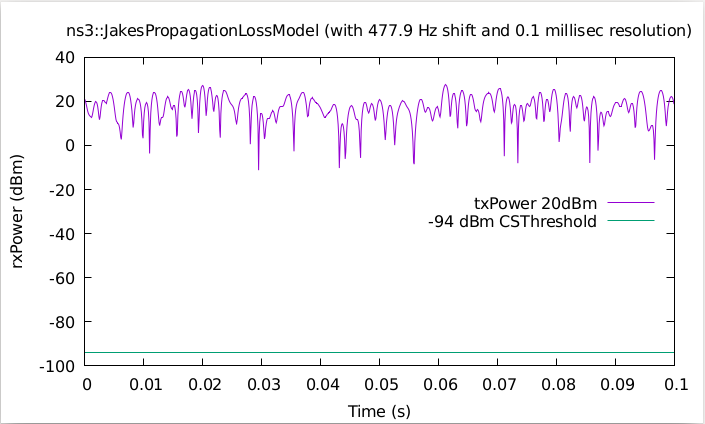 ns3::JakesPropagationLossModel (with 477.9 Hz shift and 0.1 millisec resolution)
40
20
0
-20
-40
-60
-80
-100
rxPower (dBm)
txPower 20dBm
-94 dBm CSThreshold
0 0.01 0.02 0.03 0.04 0.05 0.06 0.07 0.08 0.09 0.1
Time (s)